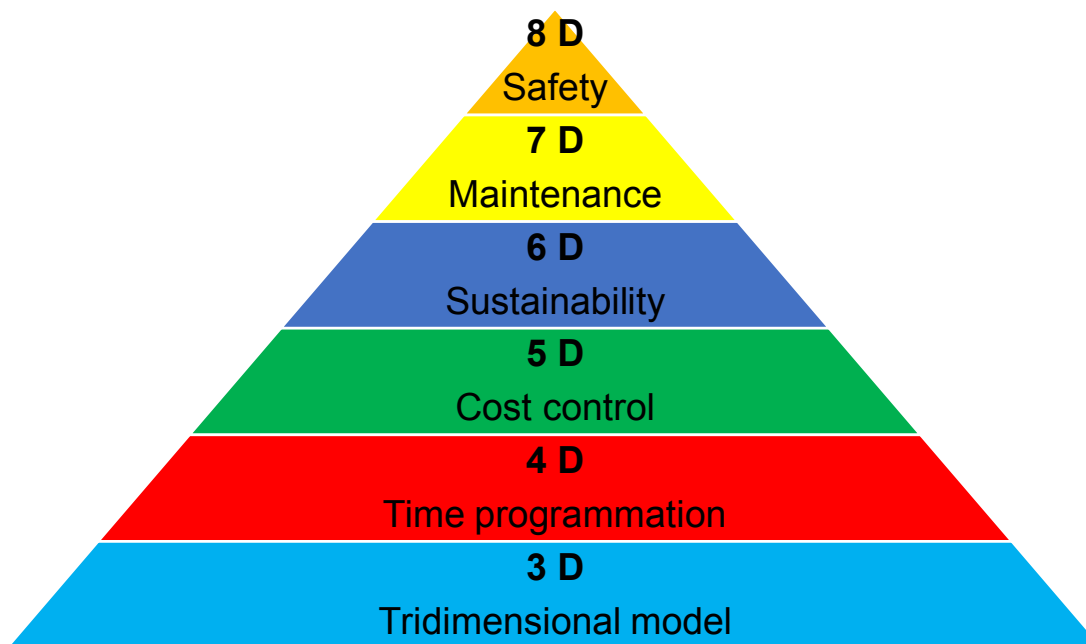 8 D
Safety
7 D
Maintenance
6 D
Sustainability
5 D
Cost control
4 D
Time programmation
3 D
Tridimensional model